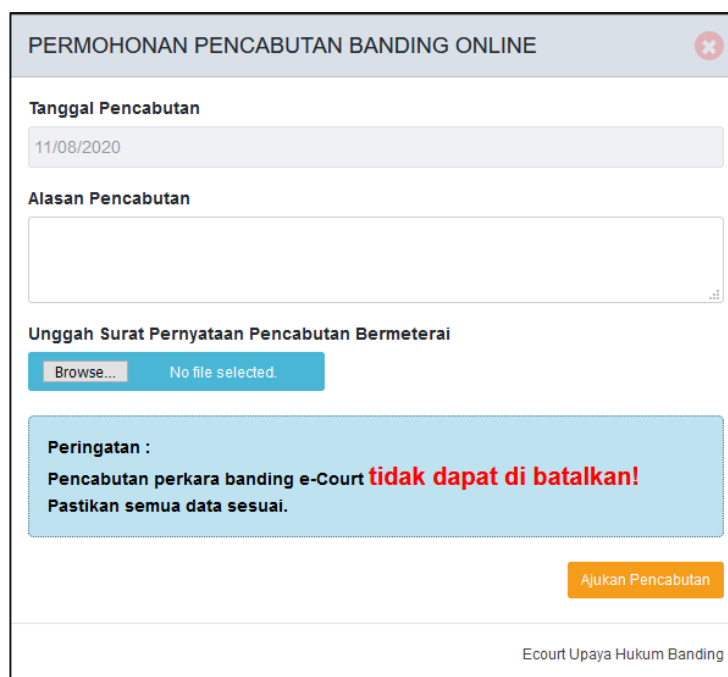 PERMOHONAN PENCABUTAN BANDING ONLINE
Tanggal Pencabutan
11/08/2020
Alasan Pencabutan
Unggah Surat Pernyataan Pencabutan Bermeterai
Browse... No file selected.
Peringatan :
Pencabutan perkara banding e-Court tidak dapat di batalkan!
Pastikan semua data sesuai.
Ajukan Pencabutan
Ecourt Upaya Hukum Banding